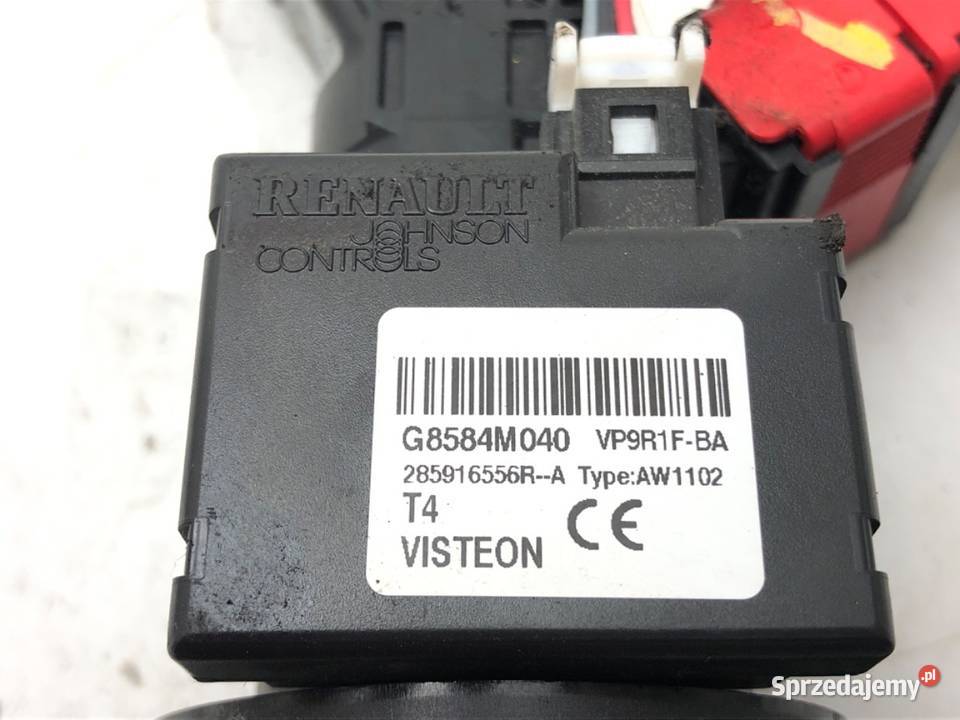 RENAULT
JOHNSON
CONTROLS
G8584M040 VP9R1F-BA
285916556R--A Type:AW1102
T4 CE
VISTEON
Sprzedajemy.pl